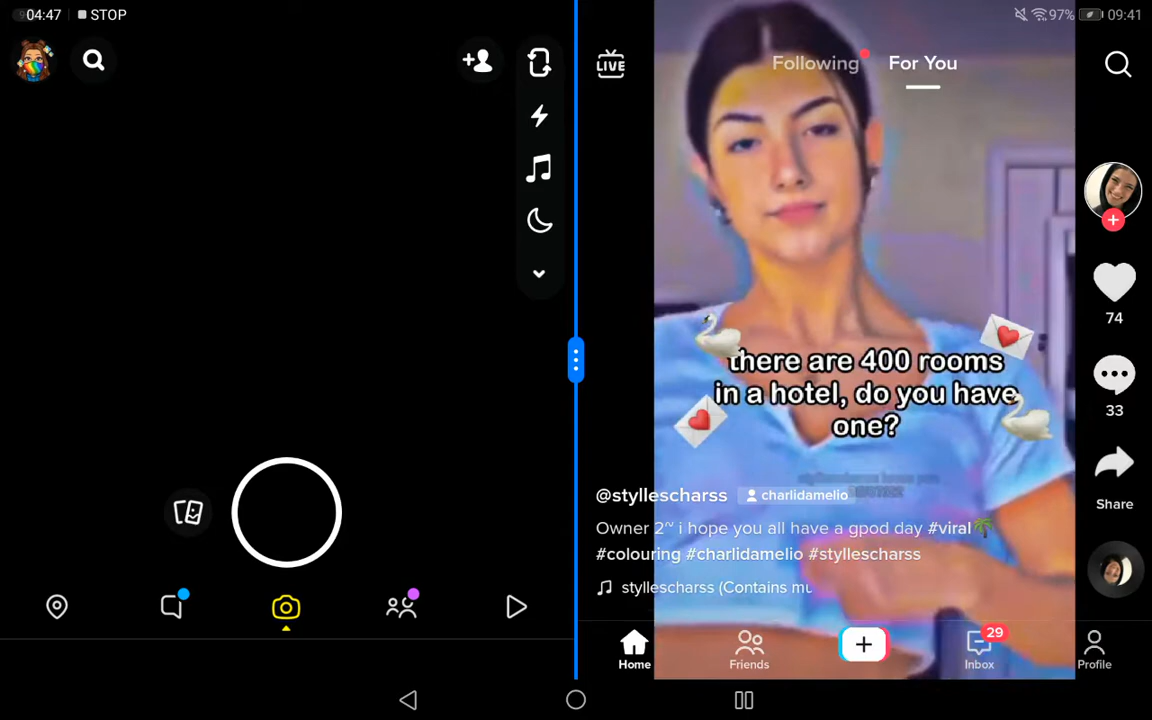 04:47 STOP
97% 09:41
LIVE
Following
For You
there are 400 rooms
in a hotel, do you have
one?
74
33
Share
@styllescharss charlidamelio
Owner 2~ i hope you all have a gpod day #viral🌴
#colouring #charlidamelio #styllescharss
styllescharss (Contains mu
Home
Friends
29
Inbox
Profile